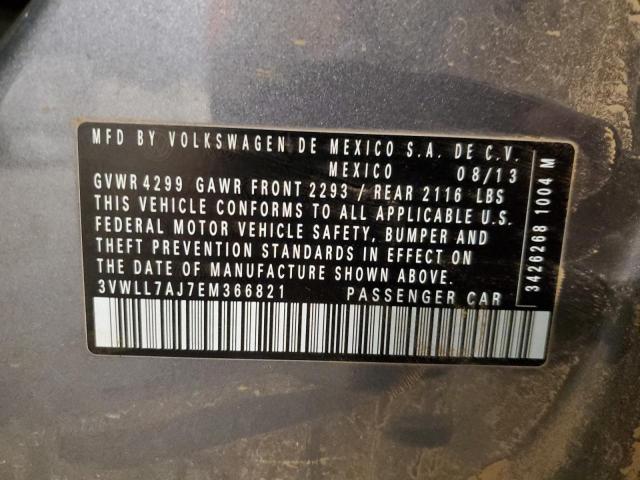 MFD BY VOLKSWAGEN DE MEXICO S.A. DE C.V.
MEXICO 08/13
GVWR 4299 GAWR FRONT 2293 / REAR 2116 LBS
THIS VEHICLE CONFORMS TO ALL APPLICABLE U.S.
FEDERAL MOTOR VEHICLE SAFETY, BUMPER AND
THEFT PREVENTION STANDARDS IN EFFECT ON
THE DATE OF MANUFACTURE SHOWN ABOVE.
3VWLL7AJ7EM366821 PASSENGER CAR
3426268 1004 M